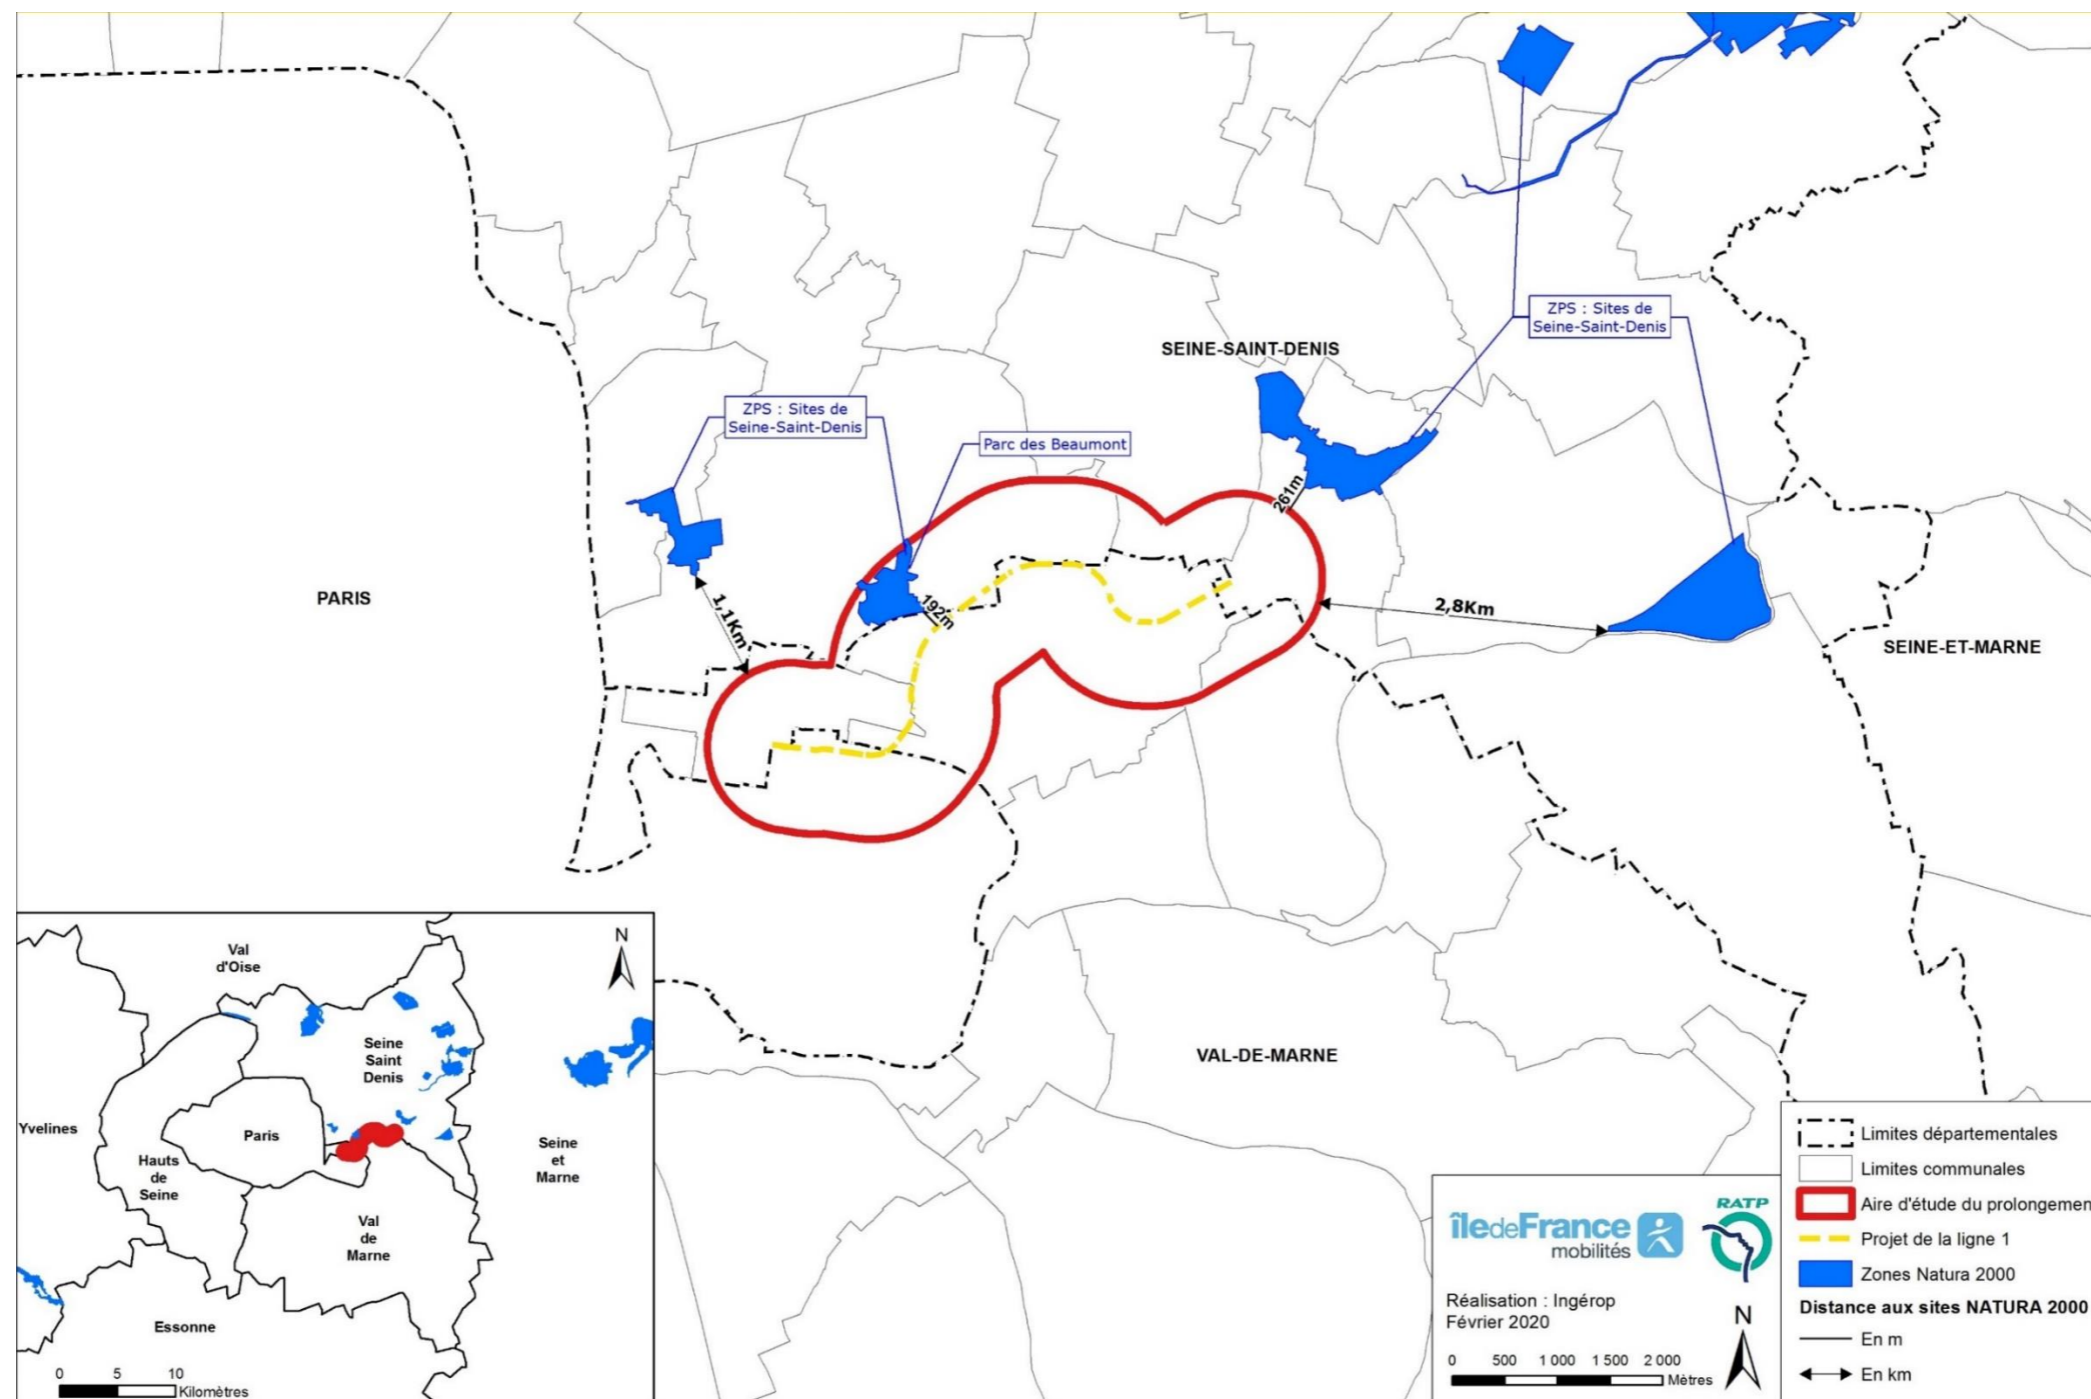 ZPS : Sites de
Seine-Saint-Denis
SEINE-SAINT-DENIS
ZPS : Sites de
Seine-Saint-Denis
Parc des Beaumont
261m
PARIS
1,1Km
192m
2,8Km
SEINE-ET-MARNE
VAL-DE-MARNE
N
Val
d'Oise
Seine
Saint
Denis
Yvelines
Paris
Hauts
de
Seine
Seine
et
Marne
Val
de
Marne
Essonne
0 5 10
Kilomètres
îledeFrance
mobilités
RATP
Réalisation : Ingérop
Février 2020
N
0 500 1 000 1 500 2 000
Mètres
Limites départementales
Limites communales
Aire d'étude du prolongemen
Projet de la ligne 1
Zones Natura 2000
Distance aux sites NATURA 2000
En m
En km